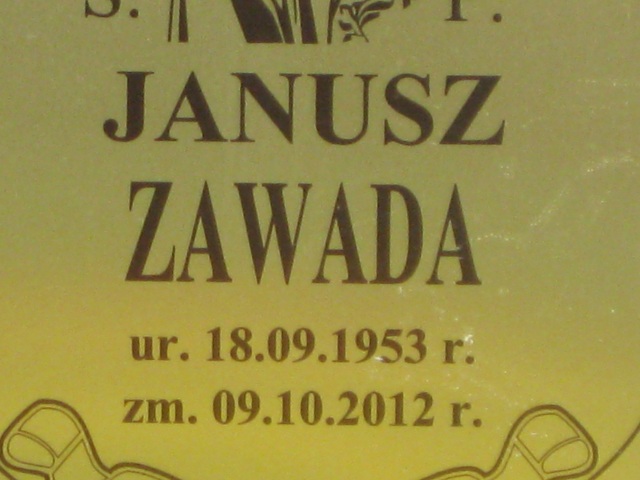 Ś. P.
JANUSZ
ZAWADA
ur. 18.09.1953 r.
zm. 09.10.2012 r.